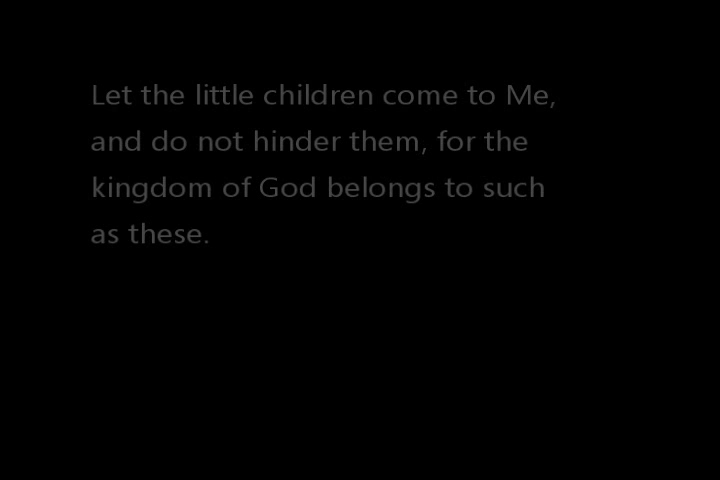 Let the little children come to Me,
and do not hinder them, for the
kingdom of God belongs to such
as these.